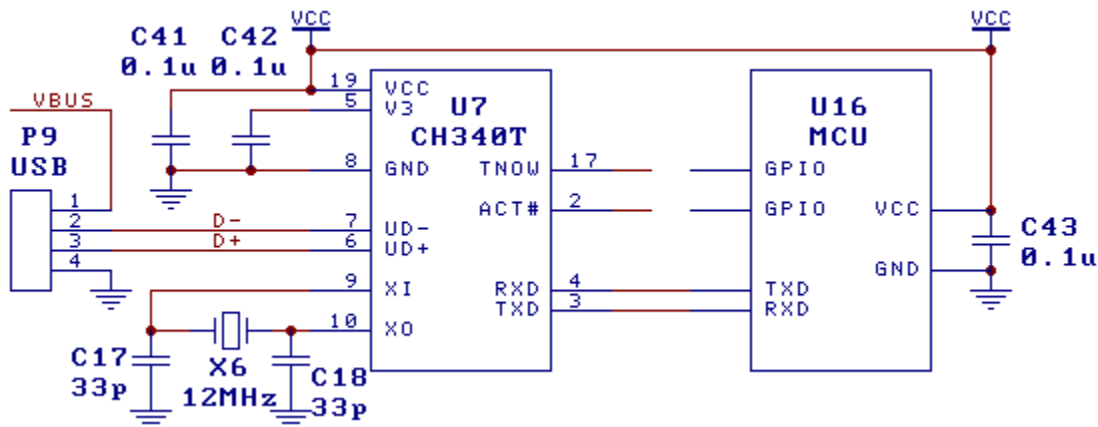 VCC
VCC
C41 C42
0.1u 0.1u
19 VCC
5 V3
VBUS
U7
CH340T
U16
MCU
P9
USB
8 GND
TNOW 17
GPIO
1
2 D- 7 UD-
ACT# 2
GPIO
VCC
3 D+ 6 UD+
4
C43
0.1u
GND
9 XI
RXD 4
TXD
TXD 3
RXD
10 XO
C17
33p
X6
12MHz
C18
33p